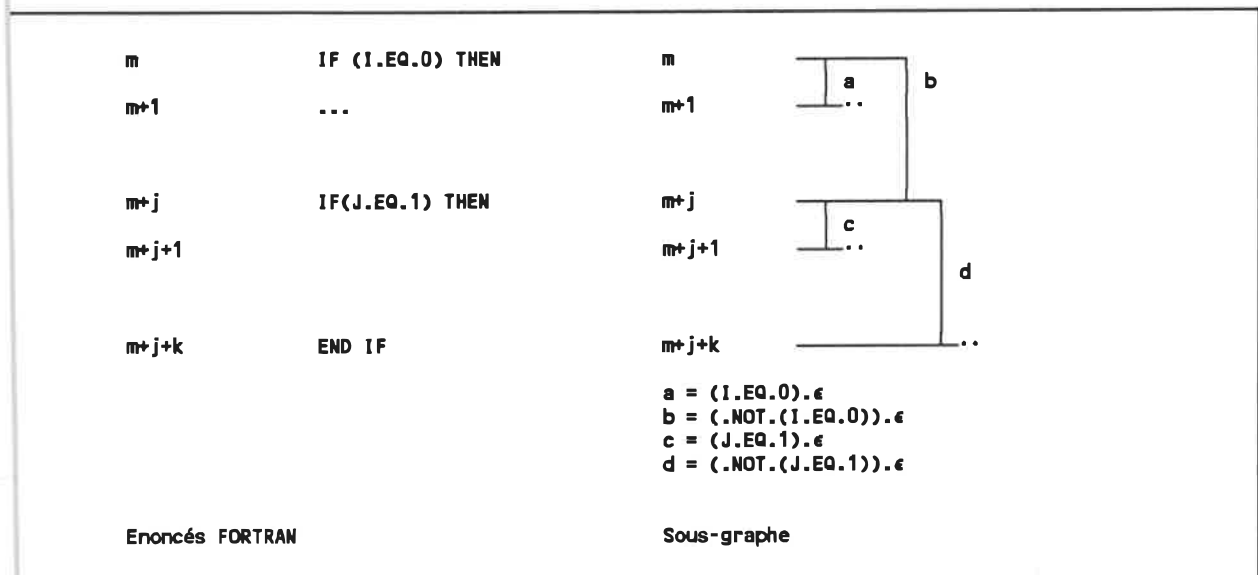 m IF (I.EQ.0) THEN m a b
m+1 ... m+1 ..
m+j IF(J.EQ.1) THEN m+j c
m+j+1 m+j+1 ..
d
m+j+k END IF m+j+k ..
a = (I.EQ.0).ϵ
b = (.NOT.(I.EQ.0)).ϵ
c = (J.EQ.1).ϵ
d = (.NOT.(J.EQ.1)).ϵ
Enoncés FORTRAN Sous-graphe